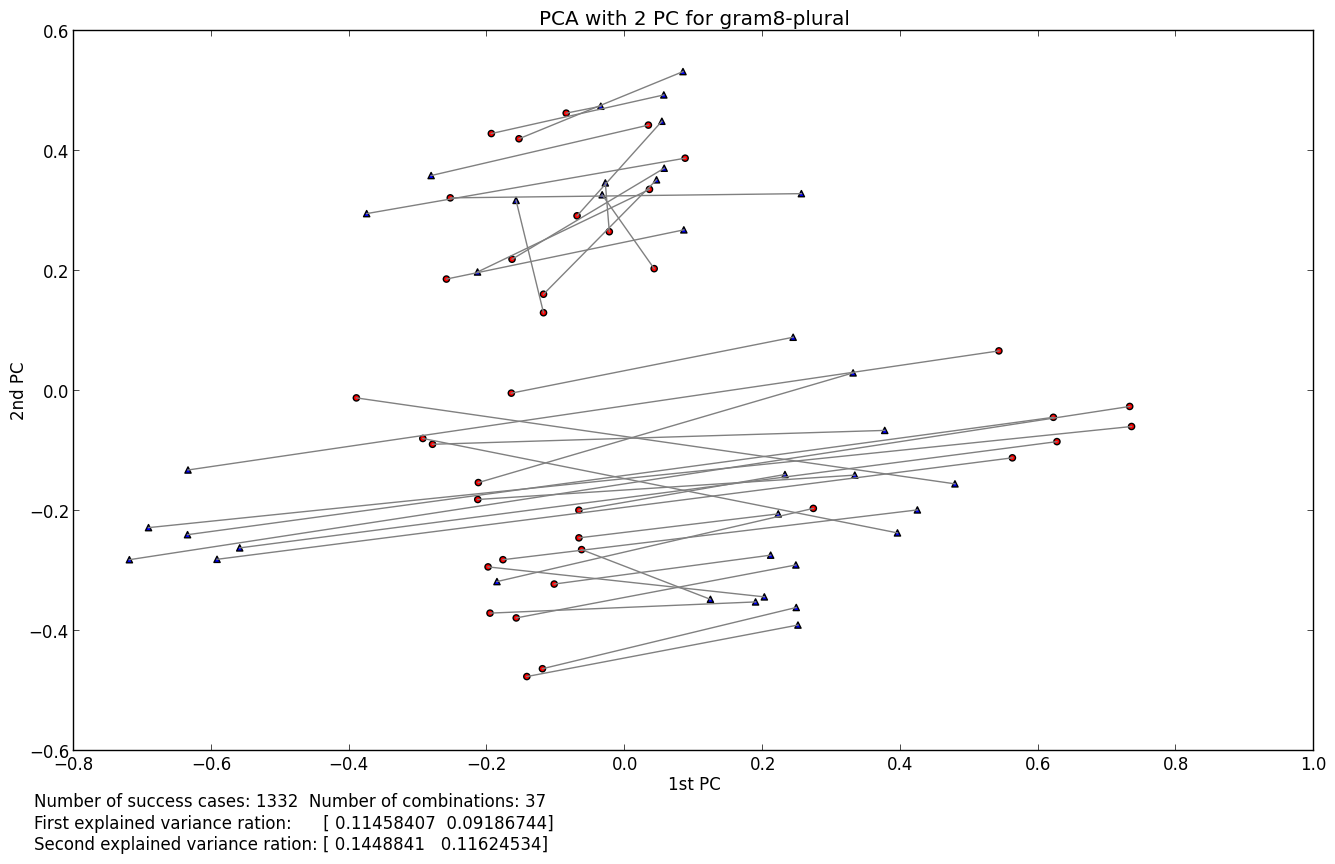 PCA with 2 PC for gram8-plural
0.6
0.4
0.2
0.0
−0.2
−0.4
−0.6
2nd PC
−0.8 −0.6 −0.4 −0.2 0.0 0.2 0.4 0.6 0.8 1.0
1st PC
Number of success cases: 1332 Number of combinations: 37
First explained variance ration: [ 0.11458407 0.09186744]
Second explained variance ration: [ 0.1448841 0.11624534]